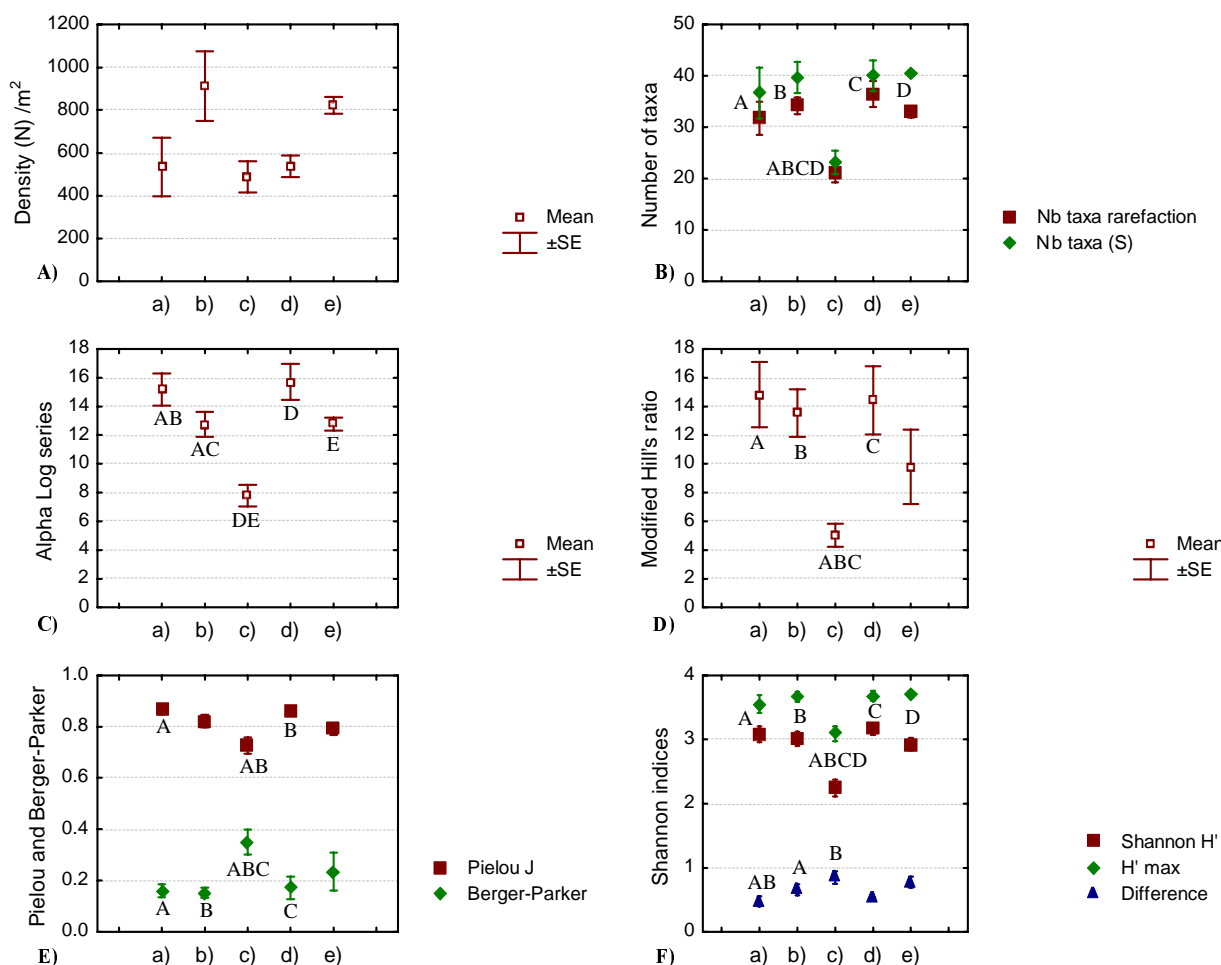 Density (N) /m²
1200
1000
800
600
400
200
0
a) b) c) d) e)
Mean
±SE
A)
Number of taxa
50
40
30
20
10
0
A B C D
ABCD
a) b) c) d) e)
Nb taxa rarefaction
Nb taxa (S)
B)
Alpha Log series
18
16
14
12
10
8
6
4
2
0
AB AC D E
DE
a) b) c) d) e)
Mean
±SE
C)
Modified Hill's ratio
18
16
14
12
10
8
6
4
2
0
A B C
ABC
a) b) c) d) e)
Mean
±SE
D)
Pielou and Berger-Parker
1.0
0.8
0.6
0.4
0.2
0.0
A B
AB
ABC
A B C
a) b) c) d) e)
Pielou J
Berger-Parker
E)
Shannon indices
4
3
2
1
0
A B C D
ABCD
AB A B
a) b) c) d) e)
Shannon H'
H' max
Difference
F)